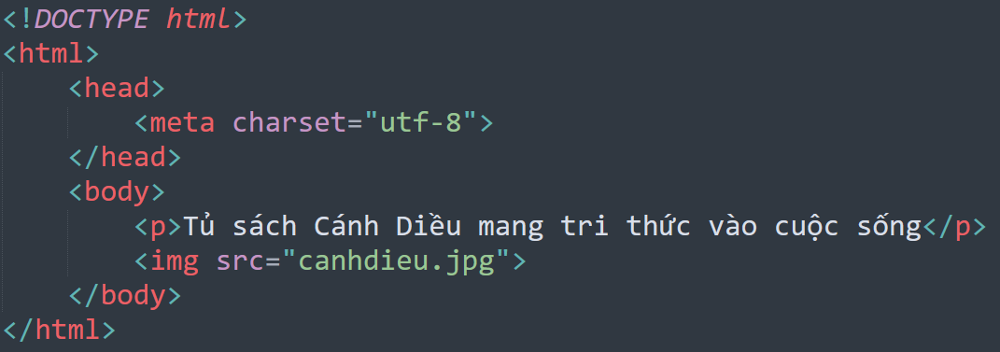 <!DOCTYPE html>
<html>
    <head>
        <meta charset="utf-8">
    </head>
    <body>
        <p>Tủ sách Cánh Diều mang tri thức vào cuộc sống</p>
        <img src="canhdieu.jpg">
    </body>
</html>